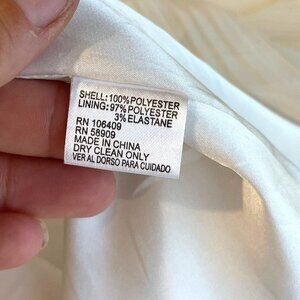 SHELL:100%POLYESTER
LINING:97%POLYESTER
3%ELASTANE
RN 106409
RN 58909
MADE IN CHINA
DRY CLEAN ONLY
VER AL DORSO PARA CUIDADO